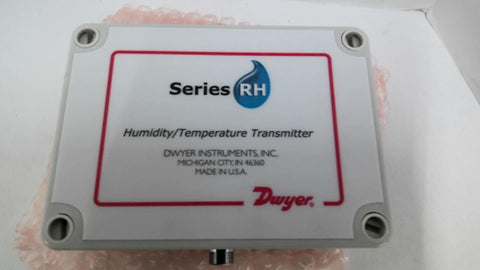 Series RH
Humidity/Temperature Transmitter
DWYER INSTRUMENTS, INC.
MICHIGAN CITY, IN 46360
MADE IN U.S.A.
Dwyer®